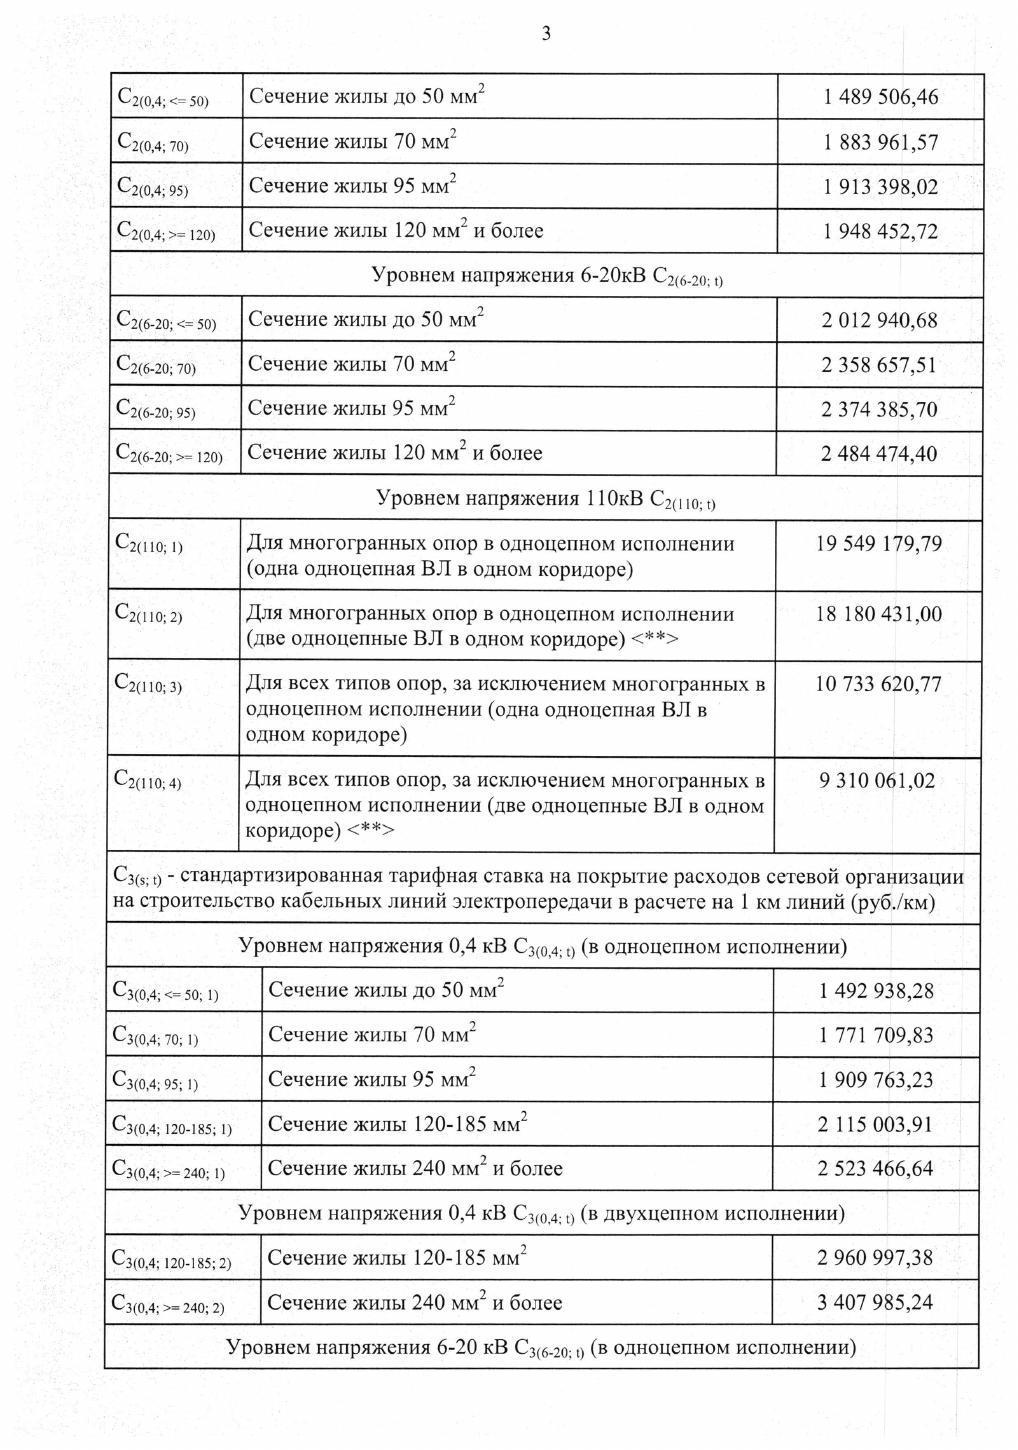 3
C2(0,4; <= 50) Сечение жилы до 50 мм2 1 489 506,46
C2(0,4; 70) Сечение жилы 70 мм2 1 883 961,57
C2(0,4; 95) Сечение жилы 95 мм2 1 913 398,02
C2(0,4; >= 120) Сечение жилы 120 мм2 и более 1 948 452,72
Уровнем напряжения 6-20кВ C2(6-20; t)
C2(6-20; <= 50) Сечение жилы до 50 мм2 2 012 940,68
C2(6-20; 70) Сечение жилы 70 мм2 2 358 657,51
C2(6-20; 95) Сечение жилы 95 мм2 2 374 385,70
C2(6-20; >= 120) Сечение жилы 120 мм2 и более 2 484 474,40
Уровнем напряжения 110кВ C2(110; t)
C2(110; 1) Для многогранных опор в одноцепном исполнении 19 549 179,79
(одна одноцепная ВЛ в одном коридоре)
C2(110; 2) Для многогранных опор в одноцепном исполнении 18 180 431,00
(две одноцепные ВЛ в одном коридоре) <**>
C2(110; 3) Для всех типов опор, за исключением многогранных в 10 733 620,77
одноцепном исполнении (одна одноцепная ВЛ в
одном коридоре)
C2(110; 4) Для всех типов опор, за исключением многогранных в 9 310 061,02
одноцепном исполнении (две одноцепные ВЛ в одном
коридоре) <**>
C3(s; t) - стандартизированная тарифная ставка на покрытие расходов сетевой организации
на строительство кабельных линий электропередачи в расчете на 1 км линий (руб./км)
Уровнем напряжения 0,4 кВ C3(0,4; t) (в одноцепном исполнении)
C3(0,4; <= 50; 1) Сечение жилы до 50 мм2 1 492 938,28
C3(0,4; 70; 1) Сечение жилы 70 мм2 1 771 709,83
C3(0,4; 95; 1) Сечение жилы 95 мм2 1 909 763,23
C3(0,4; 120-185; 1) Сечение жилы 120-185 мм2 2 115 003,91
C3(0,4; >= 240; 1) Сечение жилы 240 мм2 и более 2 523 466,64
Уровнем напряжения 0,4 кВ C3(0,4; t) (в двухцепном исполнении)
C3(0,4; 120-185; 2) Сечение жилы 120-185 мм2 2 960 997,38
C3(0,4; >= 240; 2) Сечение жилы 240 мм2 и более 3 407 985,24
Уровнем напряжения 6-20 кВ C3(6-20; t) (в одноцепном исполнении)